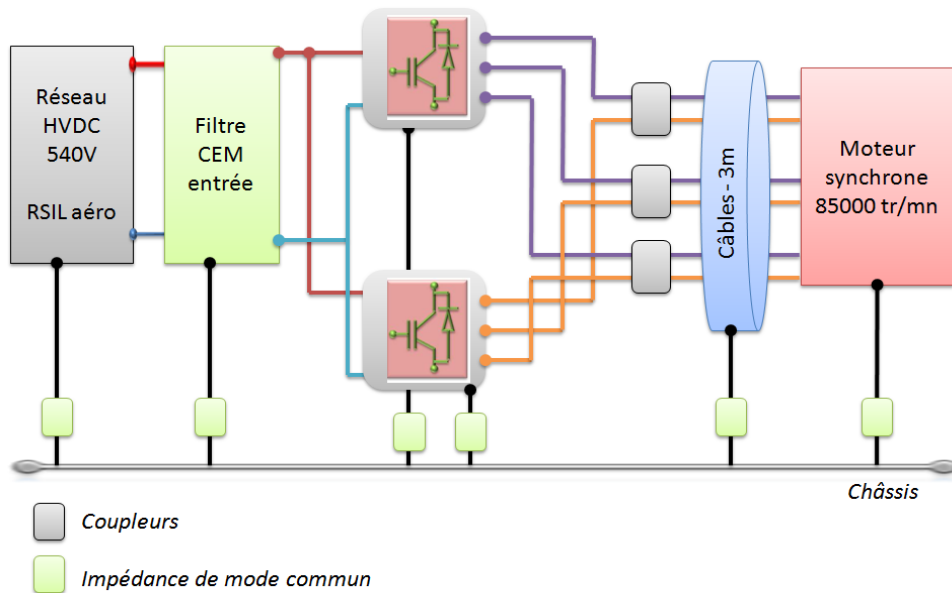 Réseau
HVDC
540V
RSIL aéro
Filtre
CEM
entrée
Câbles - 3m
Moteur
synchrone
85000 tr/mn
Châssis
Coupleurs
Impédance de mode commun